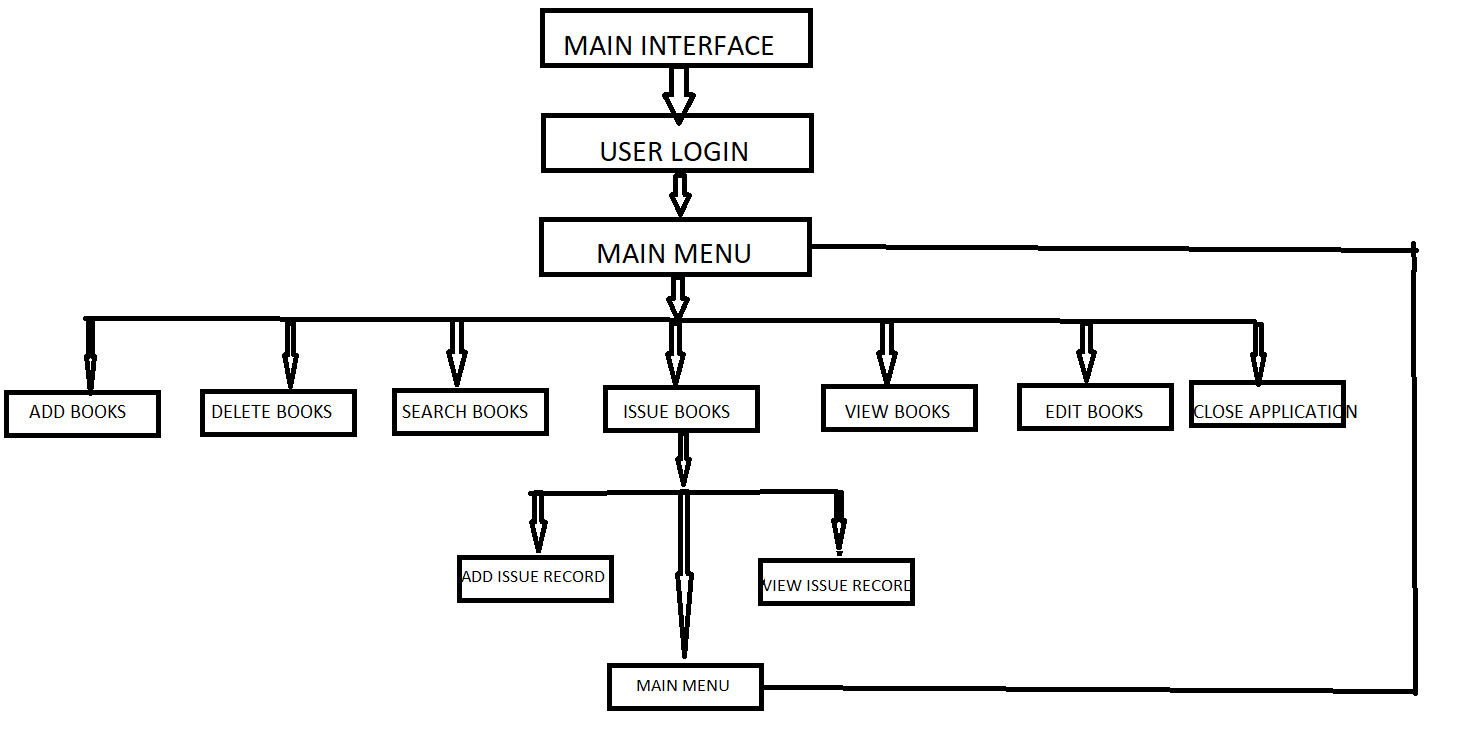 MAIN INTERFACE
USER LOGIN
MAIN MENU
ADD BOOKS
DELETE BOOKS
SEARCH BOOKS
ISSUE BOOKS
VIEW BOOKS
EDIT BOOKS
CLOSE APPLICATION
ADD ISSUE RECORD
VIEW ISSUE RECORD
MAIN MENU